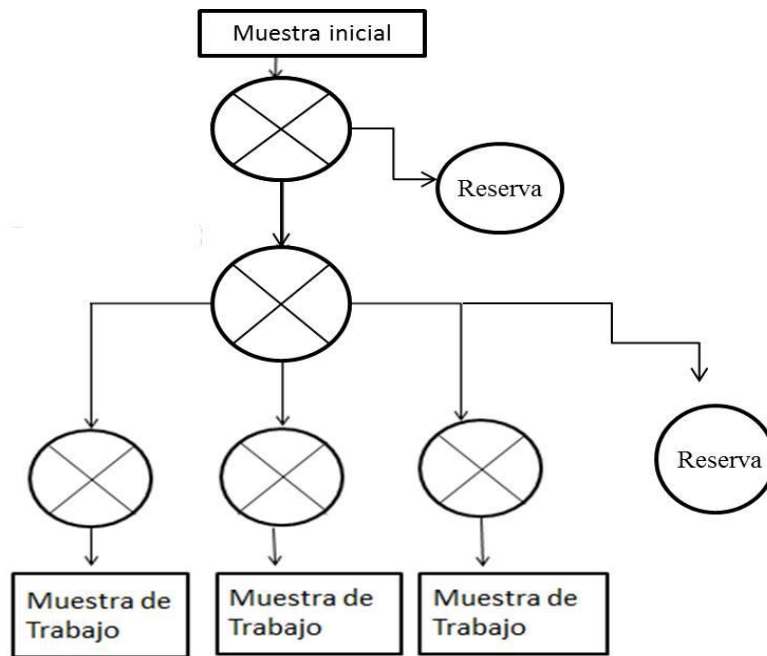 Muestra inicial
Reserva
Reserva
Muestra de
Trabajo
Muestra de
Trabajo
Muestra de
Trabajo